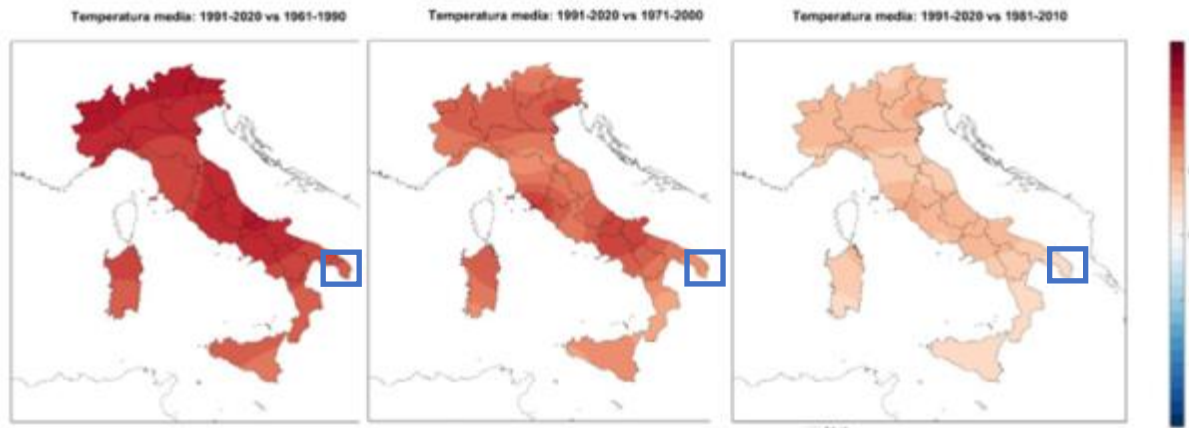 Temperatura media: 1991-2020 vs 1961-1990
Temperatura media: 1991-2020 vs 1971-2000
Temperatura media: 1991-2020 vs 1981-2010